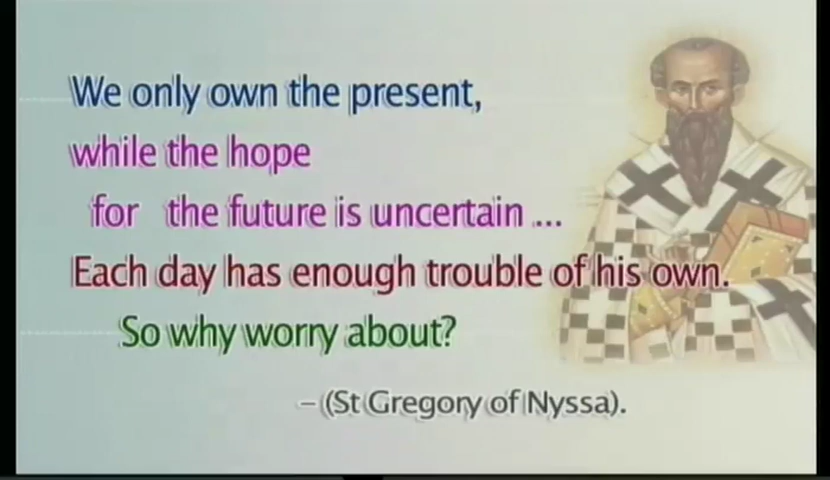 We only own the present,
while the hope
for the future is uncertain ...
Each day has enough trouble of his own.
So why worry about?
– (St Gregory of Nyssa).